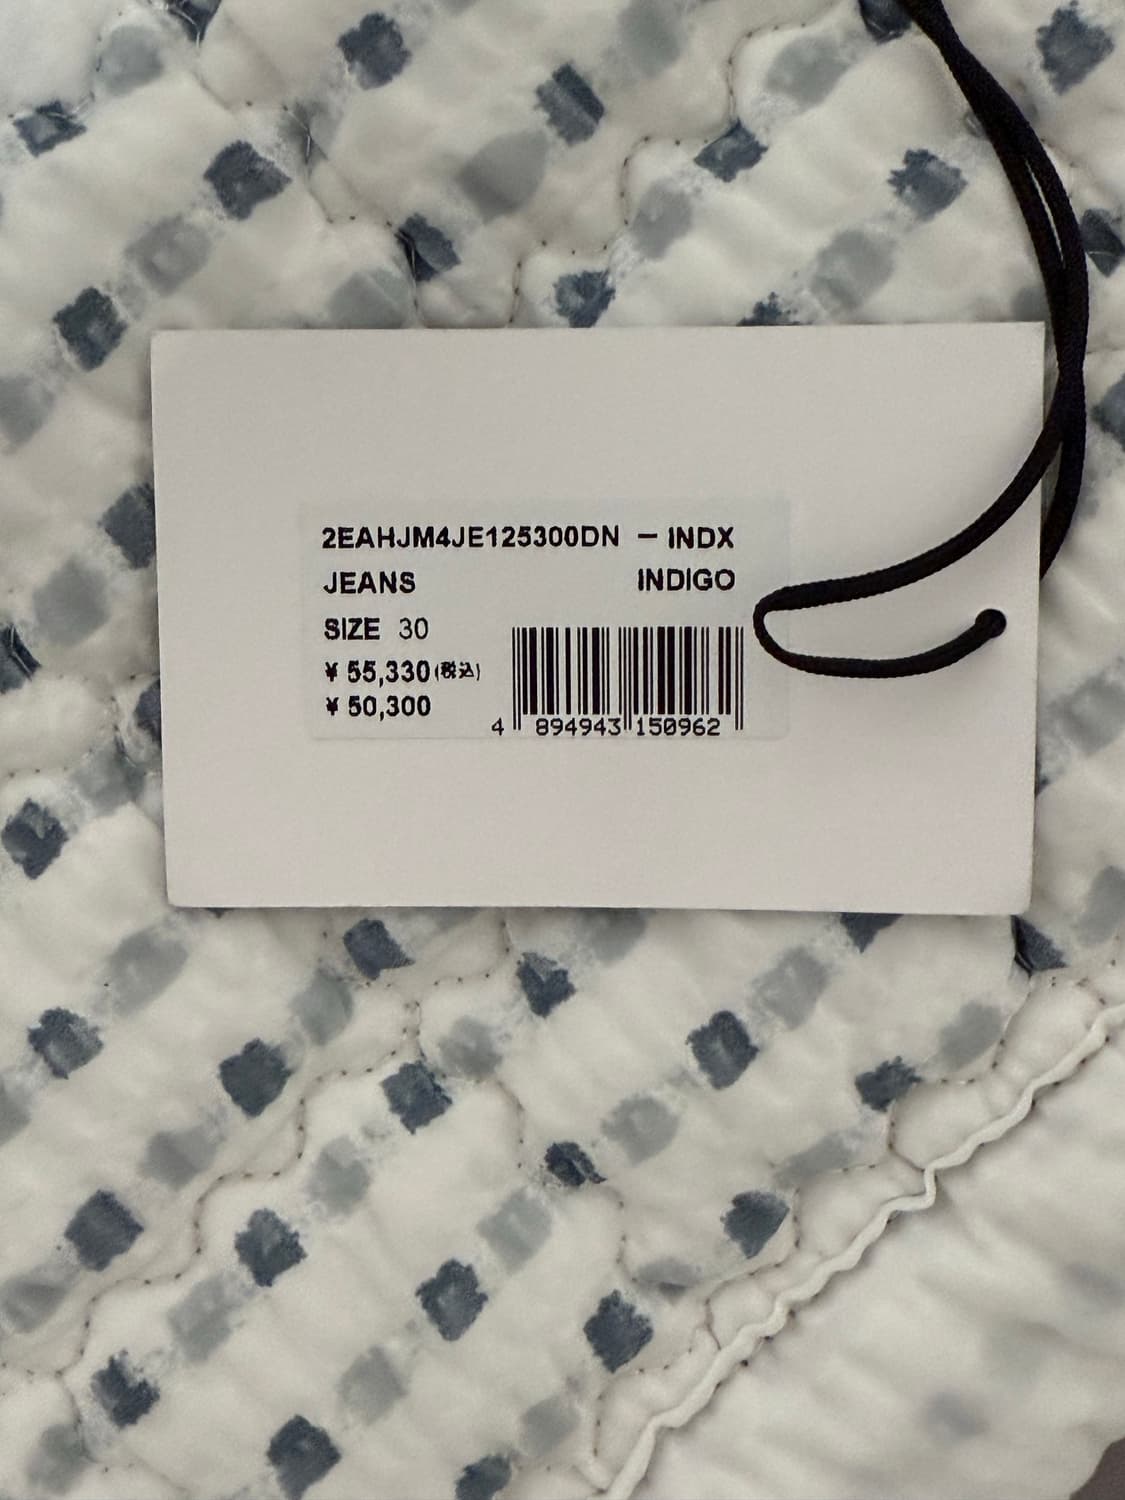 2EAHJM4JE125300DN – INDX
JEANS INDIGO
SIZE 30
¥ 55,330(税込)
¥ 50,300
4 894943 150962